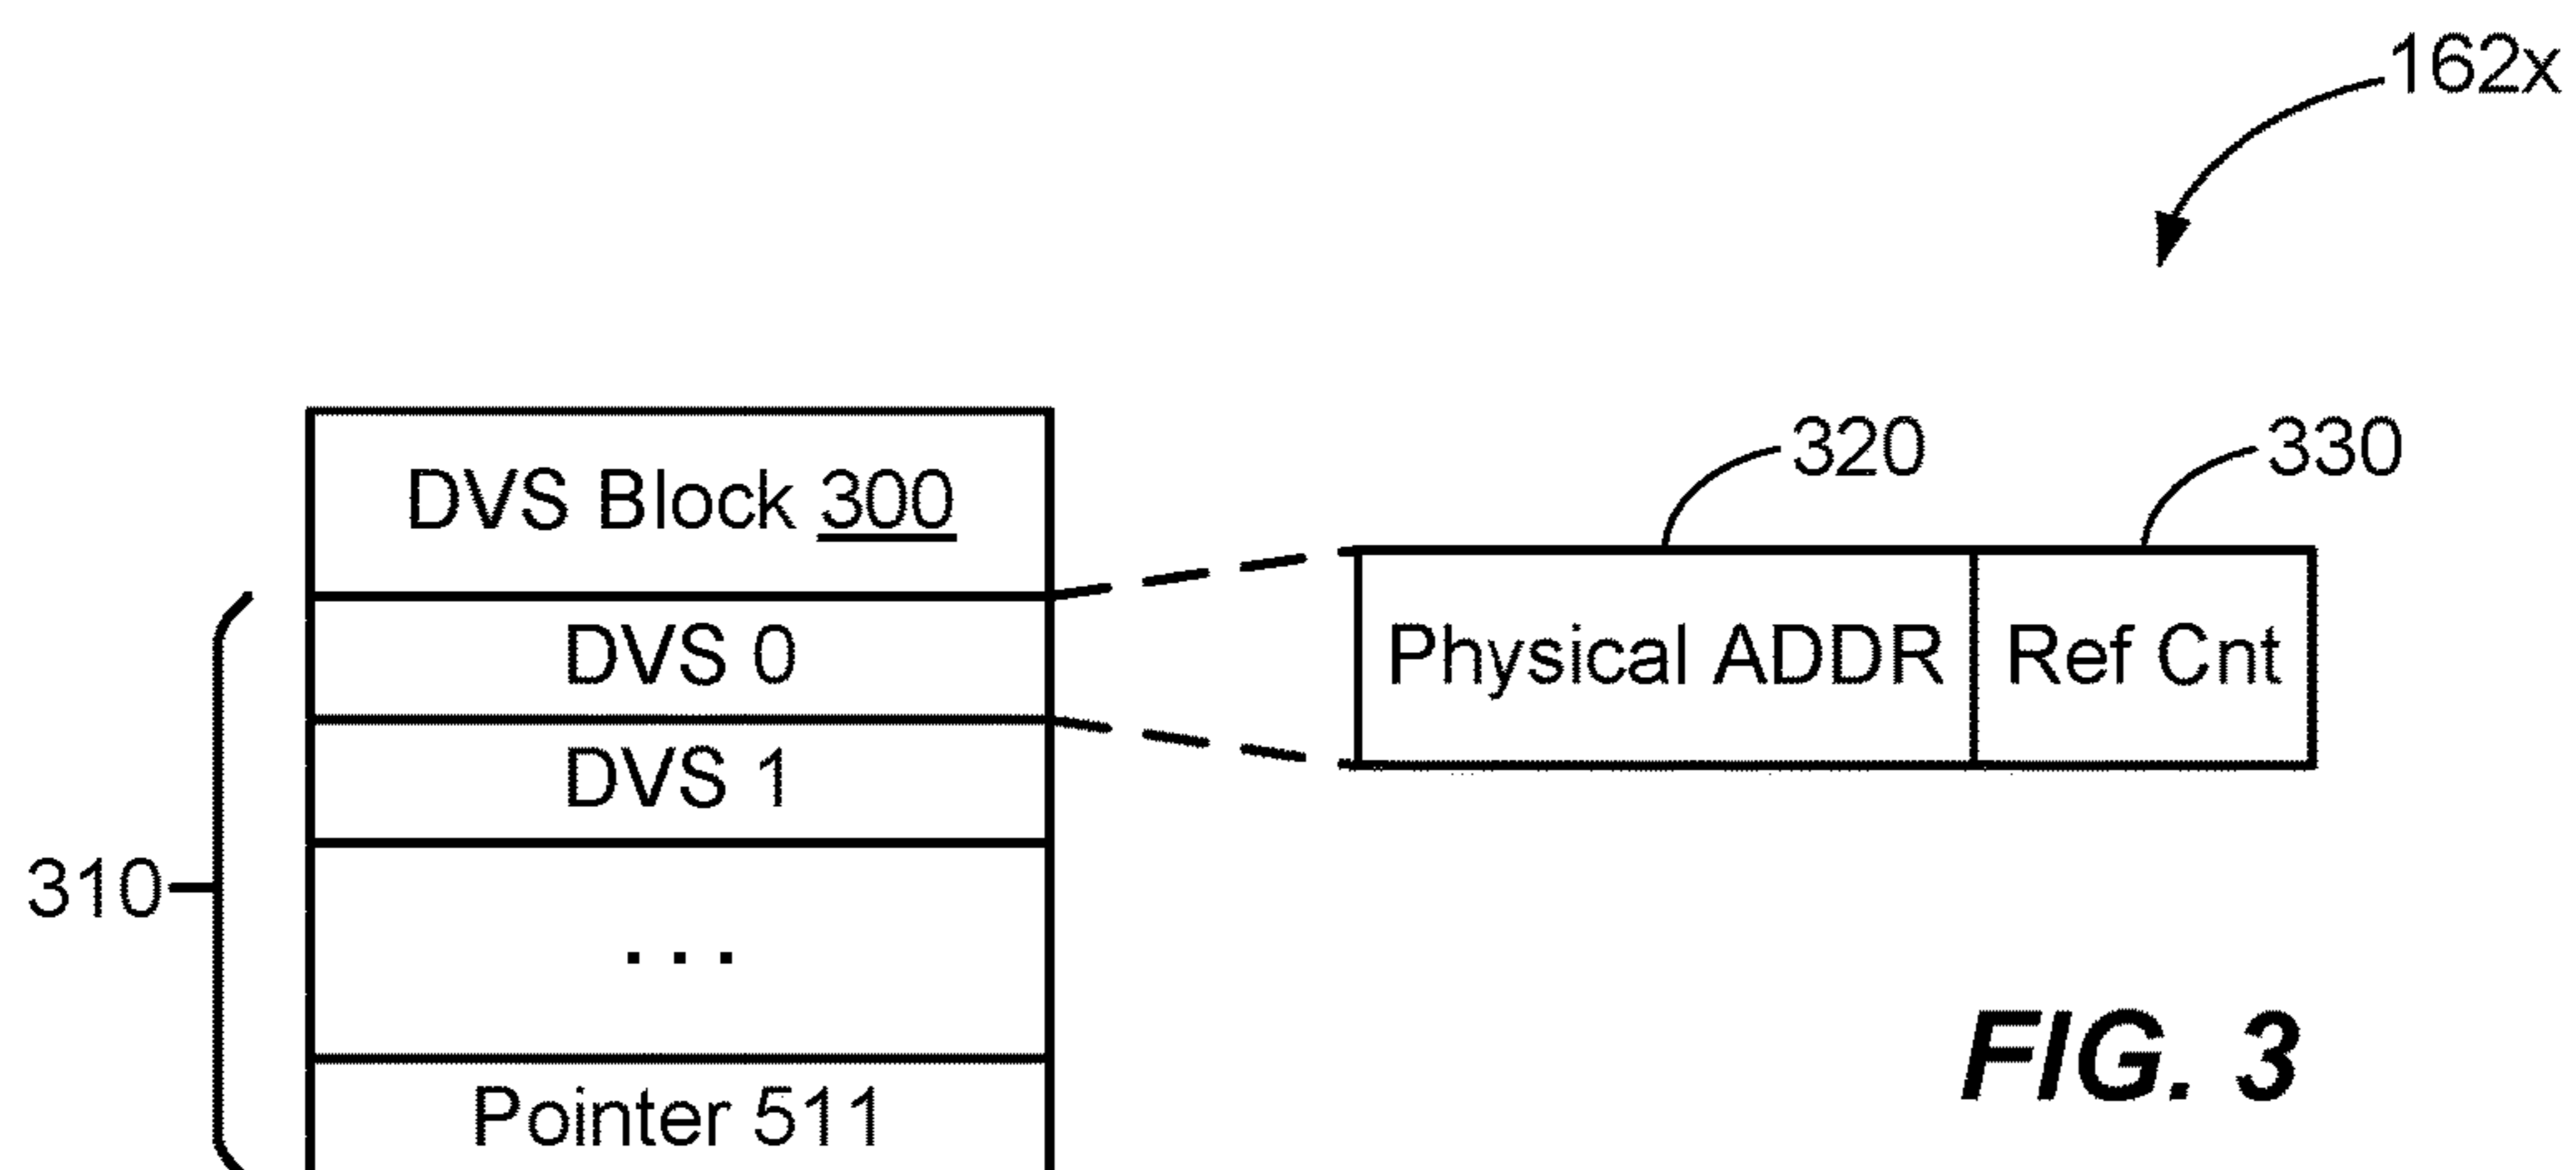 162x
320
330
DVS Block 300
DVS 0
Physical ADDR
Ref Cnt
DVS 1
310
. . .
Pointer 511
FIG. 3